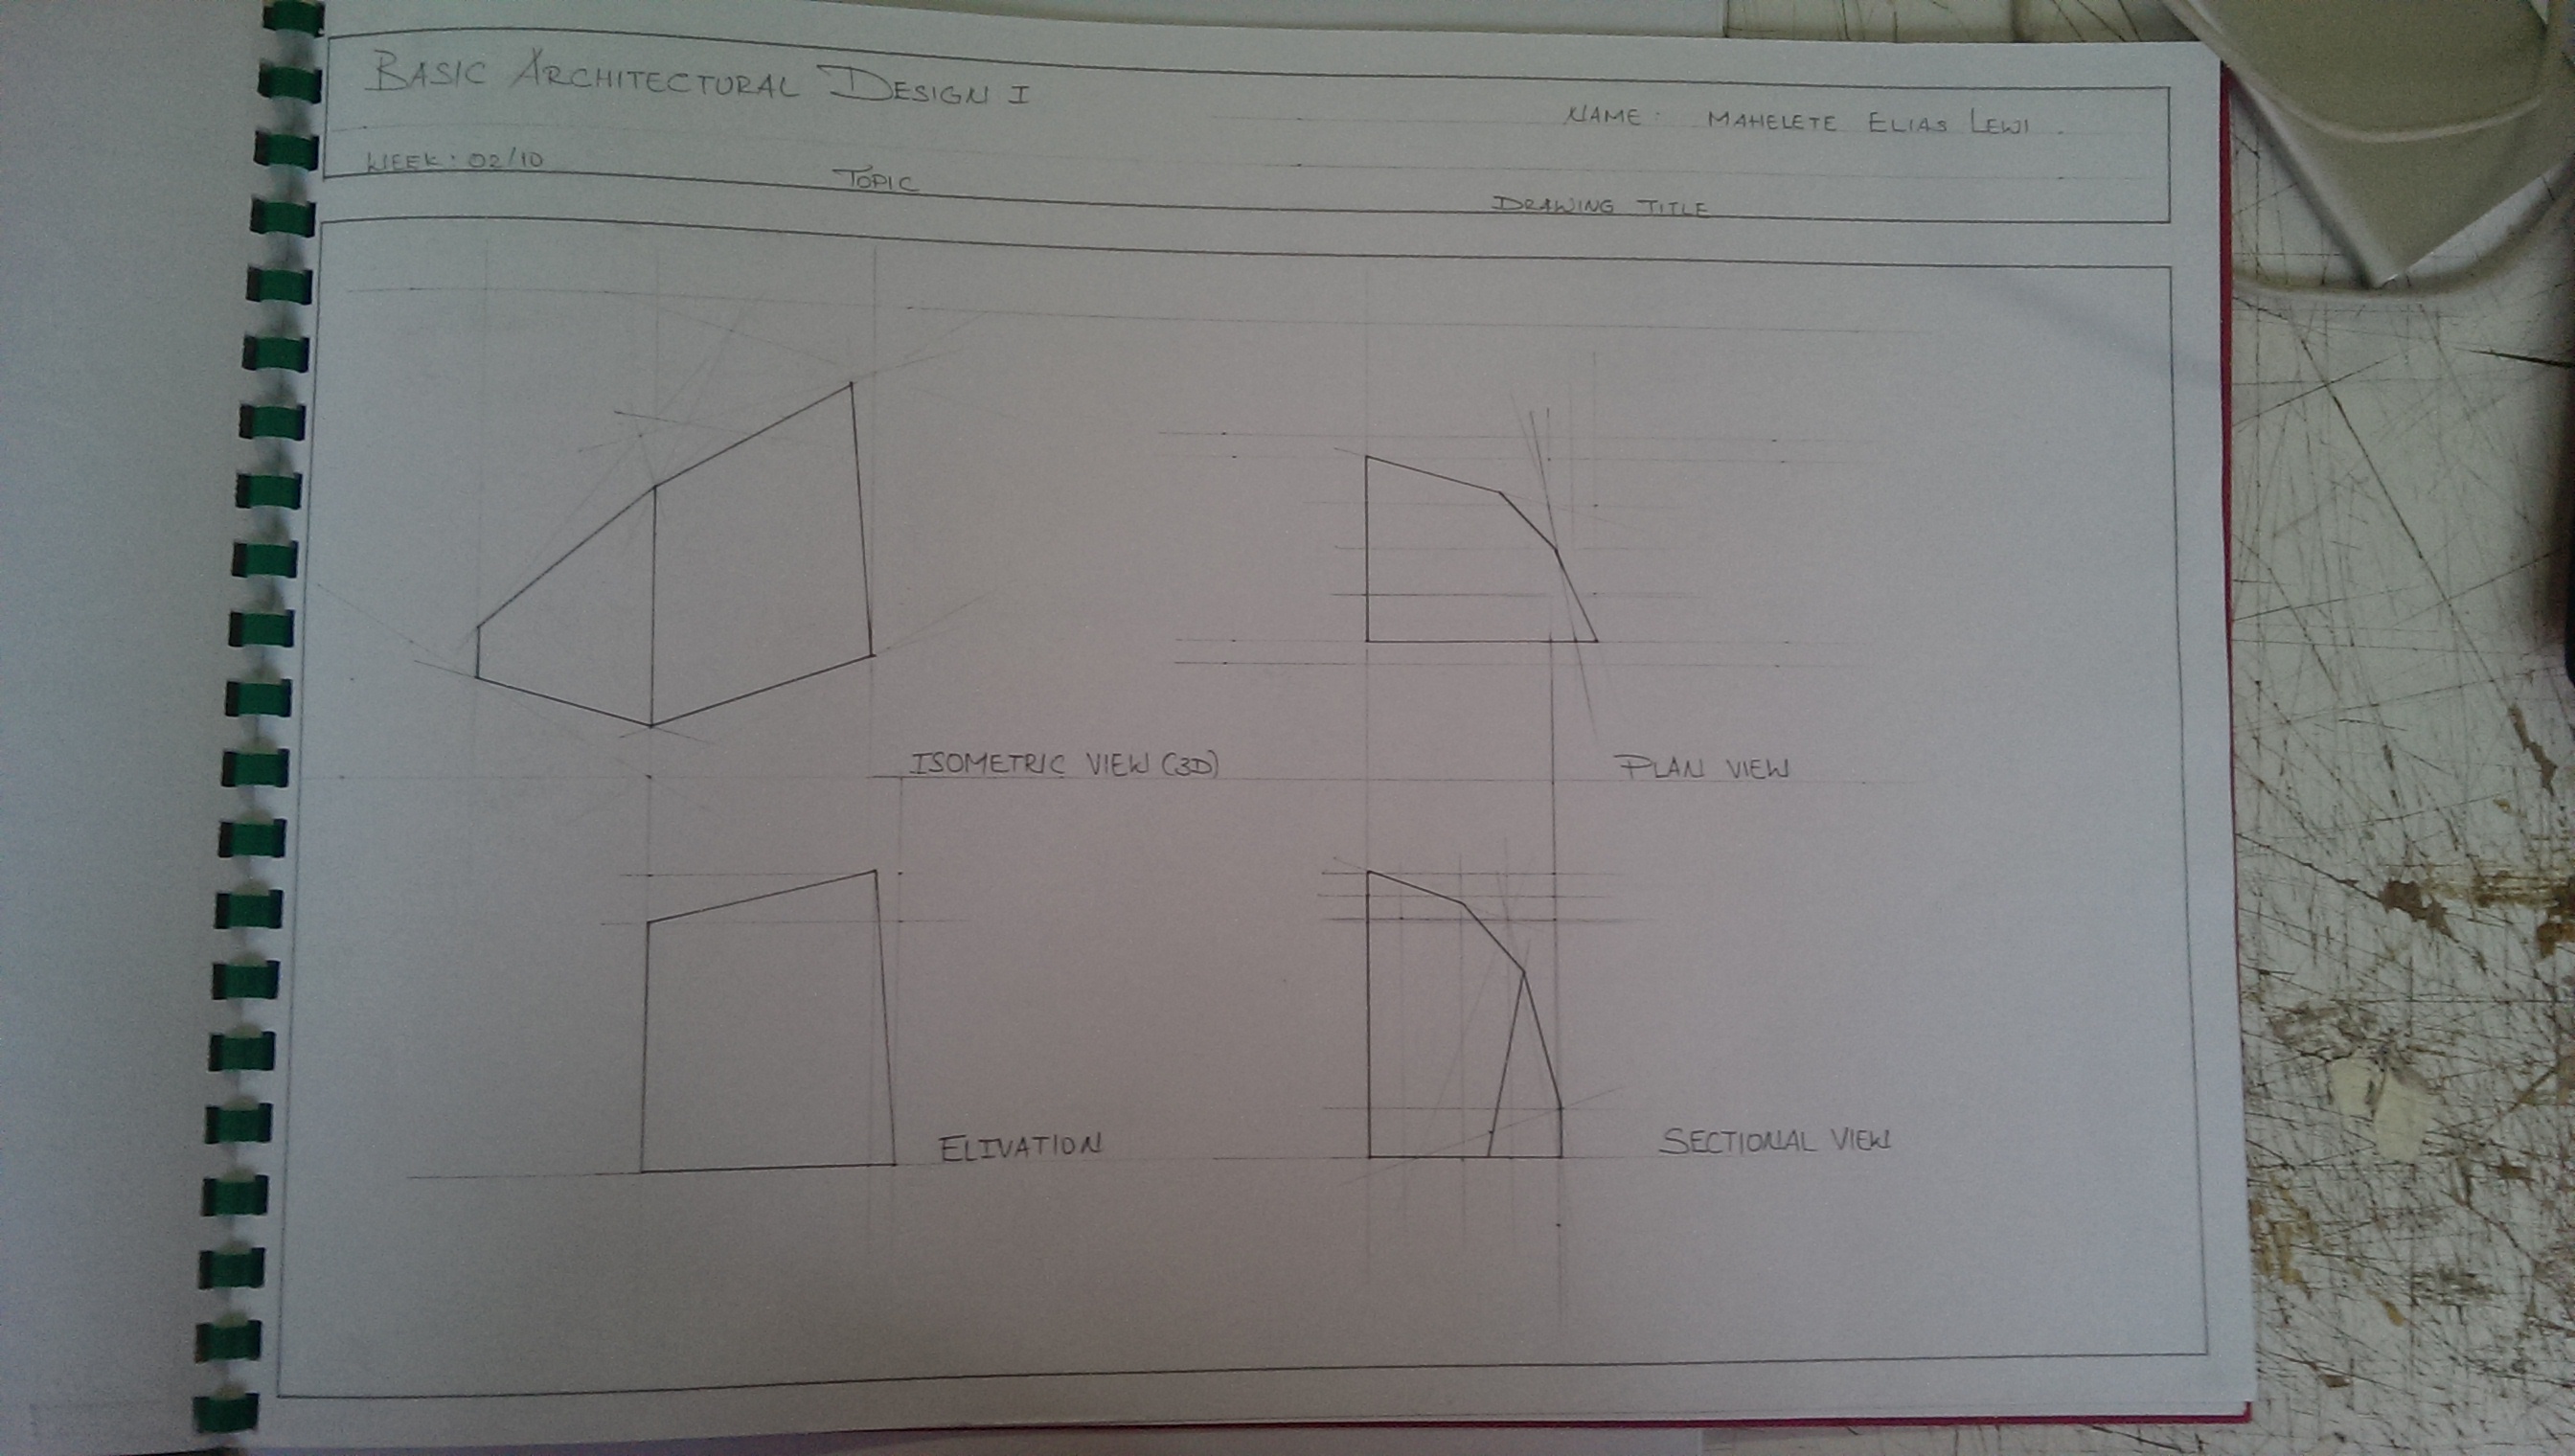 BASIC ARCHITECTURAL DESIGN I
NAME: MAHELETE ELIAS LEWI.
WEEK: 02/10
TOPIC
DRAWING TITLE
ISOMETRIC VIEW (3D)
PLAN VIEW
ELIVATION
SECTIONAL VIEW